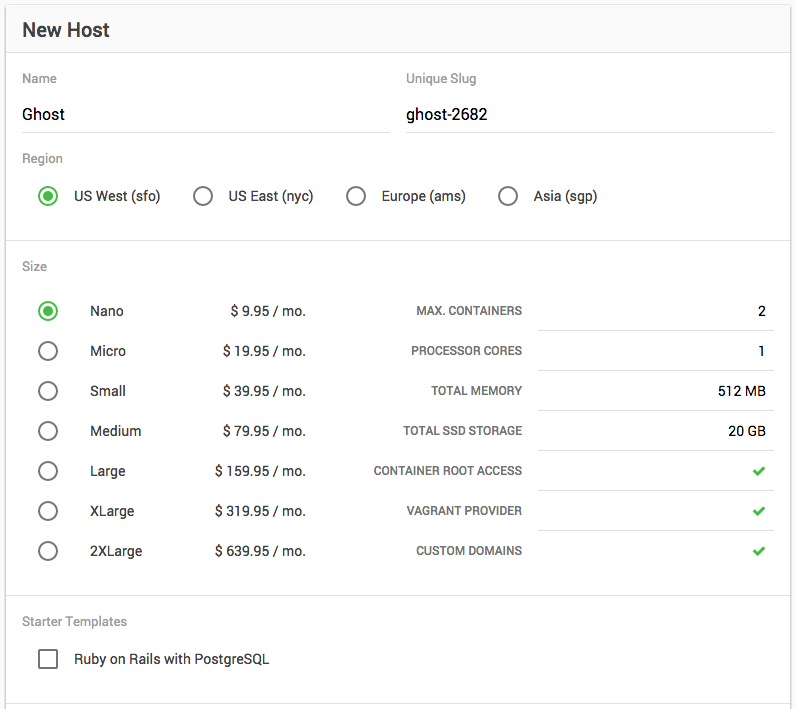 New Host
Name
Unique Slug
Ghost
ghost-2682
Region
US West (sfo)
US East (nyc)
Europe (ams)
Asia (sgp)
Size
Nano $ 9.95 / mo. MAX. CONTAINERS 2
Micro $ 19.95 / mo. PROCESSOR CORES 1
Small $ 39.95 / mo. TOTAL MEMORY 512 MB
Medium $ 79.95 / mo. TOTAL SSD STORAGE 20 GB
Large $ 159.95 / mo. CONTAINER ROOT ACCESS
XLarge $ 319.95 / mo. VAGRANT PROVIDER
2XLarge $ 639.95 / mo. CUSTOM DOMAINS
Starter Templates
Ruby on Rails with PostgreSQL